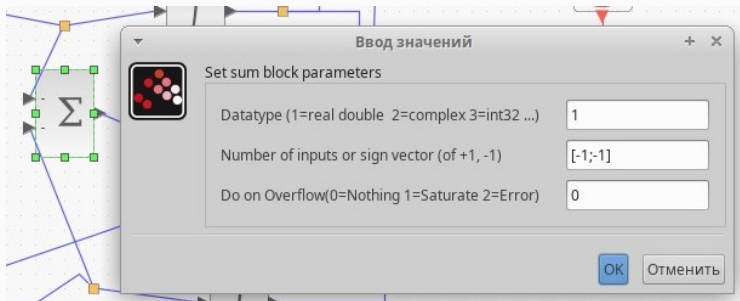 Ввод значений
Set sum block parameters
Datatype (1=real double 2=complex 3=int32 ...) 1
Number of inputs or sign vector (of +1, -1) [-1;-1]
Do on Overflow(0=Nothing 1=Saturate 2=Error) 0
- Σ
-
OK Отменить